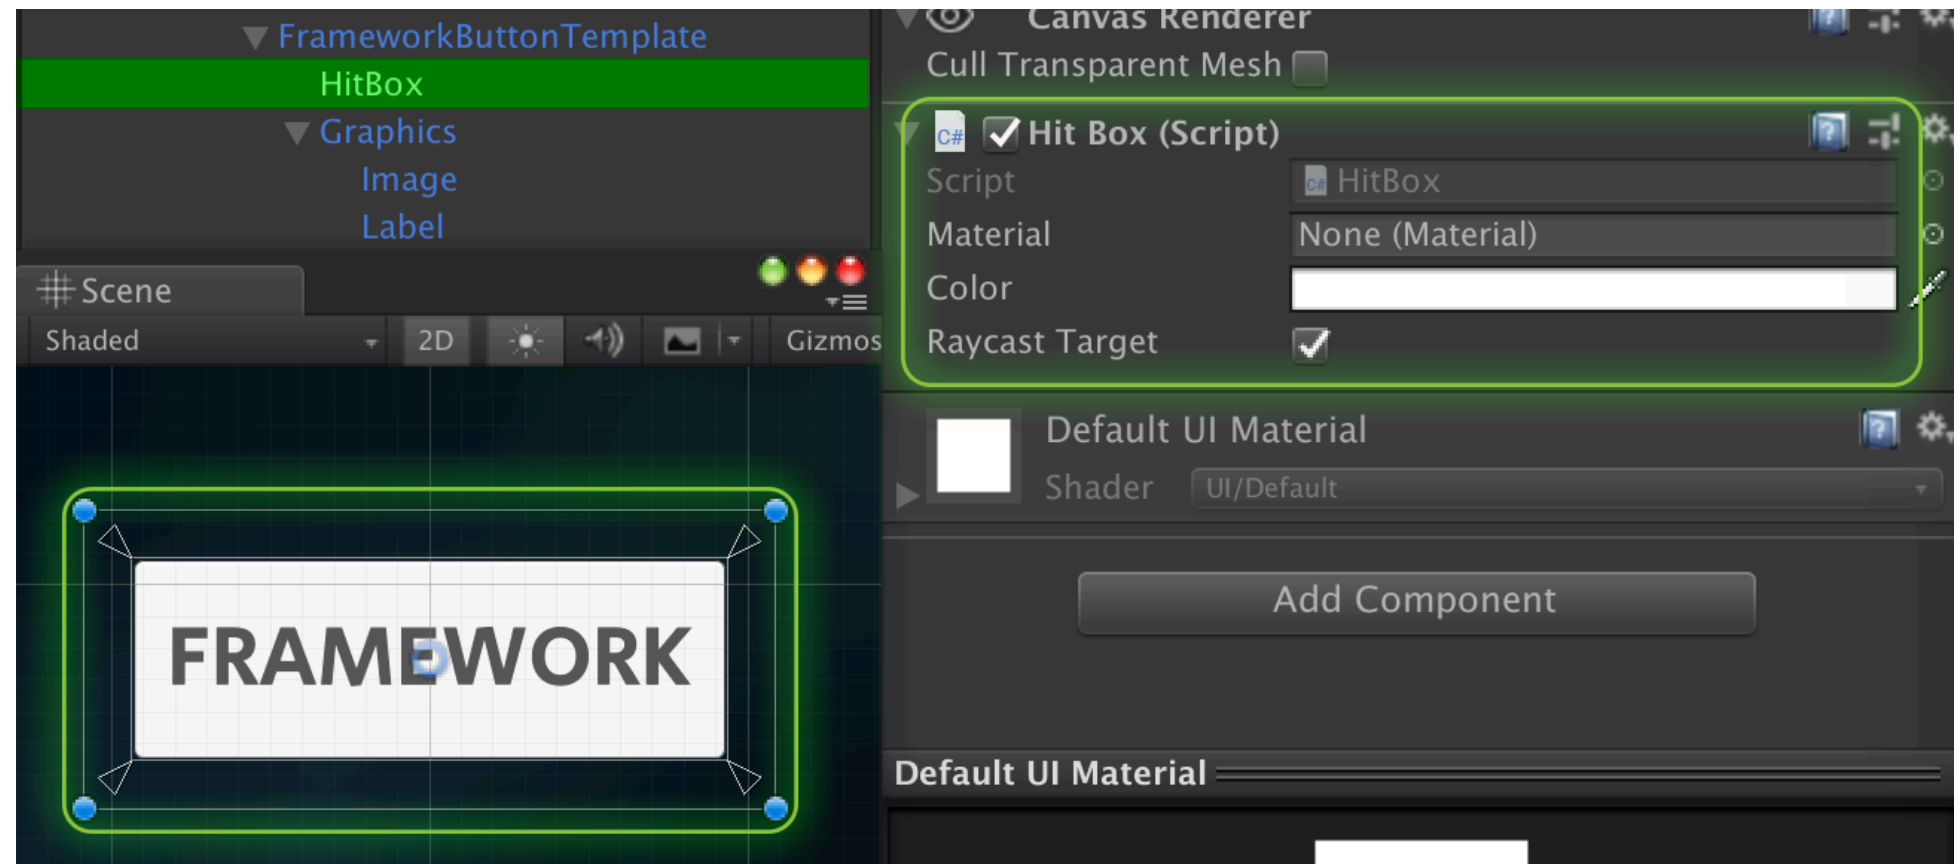 FrameworkButtonTemplate
HitBox
Graphics
Image
Label
Scene
Shaded
2D
Gizmos
FRAMEWORK
Canvas Renderer
Cull Transparent Mesh
C# Hit Box (Script)
Script C# HitBox
Material None (Material)
Color
Raycast Target
Default UI Material
Shader UI/Default
Add Component
Default UI Material